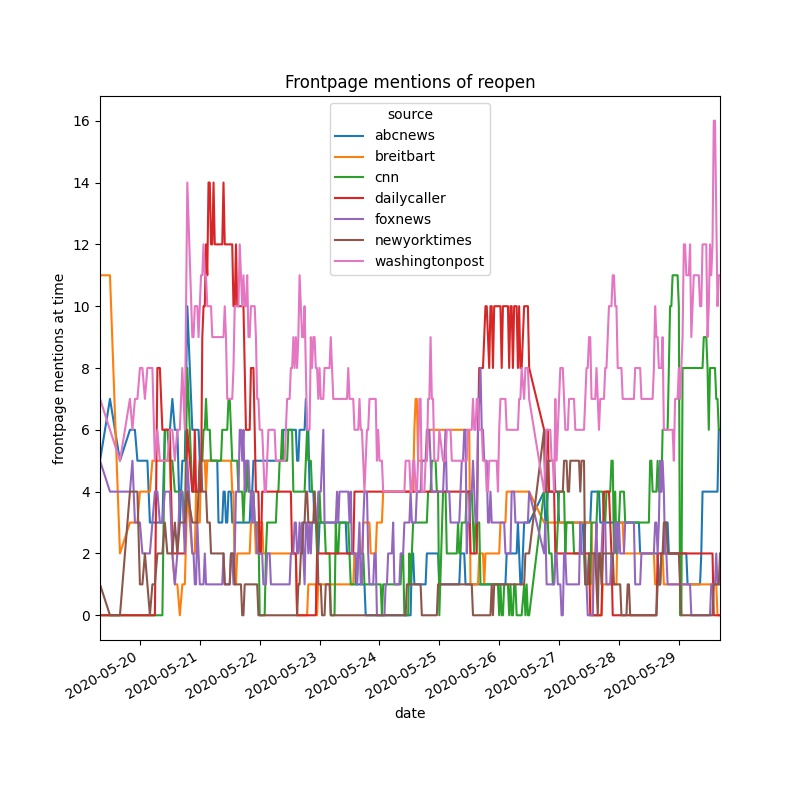 Frontpage mentions of reopen
source
abcnews
breitbart
cnn
dailycaller
foxnews
newyorktimes
washingtonpost
frontpage mentions at time
16
14
12
10
8
6
4
2
0
2020-05-20
2020-05-21
2020-05-22
2020-05-23
2020-05-24
2020-05-25
2020-05-26
2020-05-27
2020-05-28
2020-05-29
date